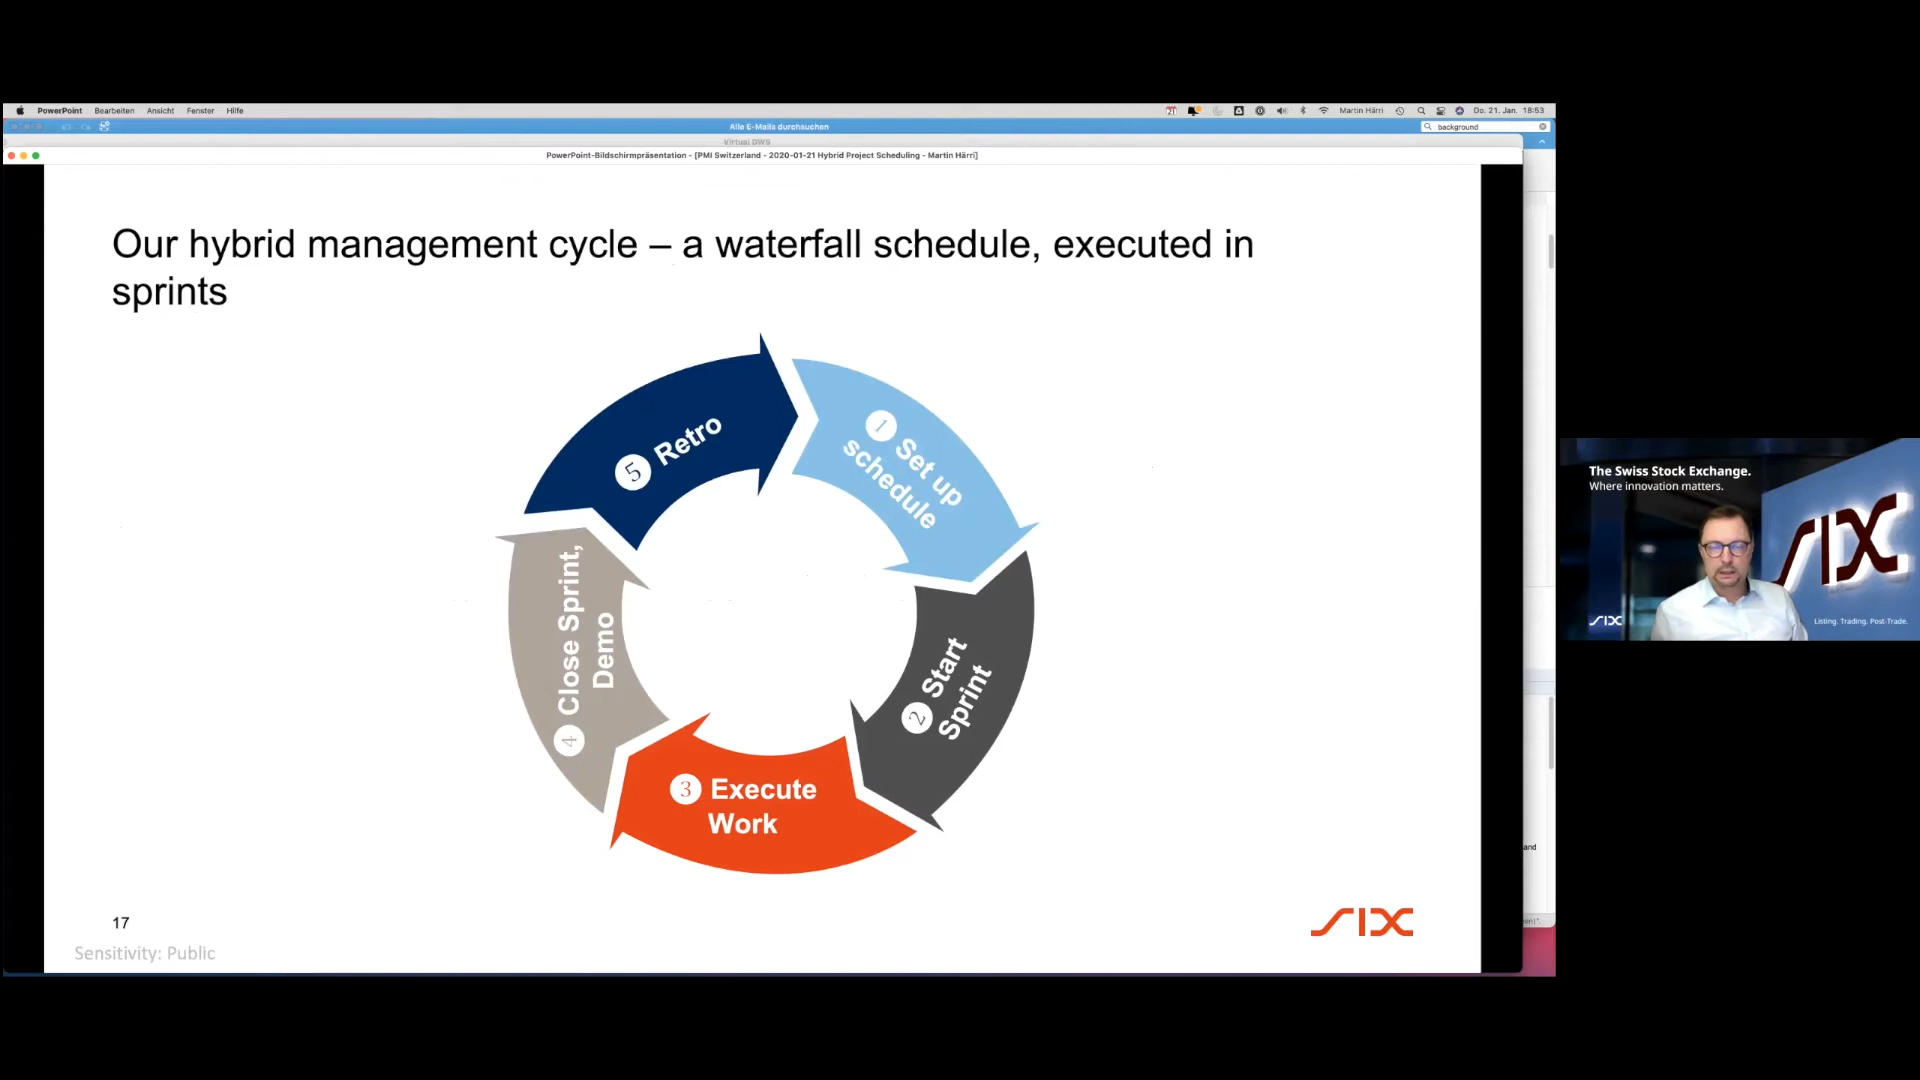 PowerPoint Bearbeiten Ansicht Fenster Hilfe
Martin Härri Do. 21. Jan. 18:53
Alle E-Mails durchsuchen
background
Virtual DWS
PowerPoint-Bildschirmpräsentation - [PMI Switzerland - 2020-01-21 Hybrid Project Scheduling - Martin Härri]
Our hybrid management cycle – a waterfall schedule, executed in
sprints
1 Set up
schedule
2 Start
Sprint
3 Execute
Work
4 Close Sprint,
Demo
5 Retro
17
Sensitivity: Public
SIX
and
The Swiss Stock Exchange.
Where innovation matters.
SIX
SIX
Listing. Trading. Post-Trade.